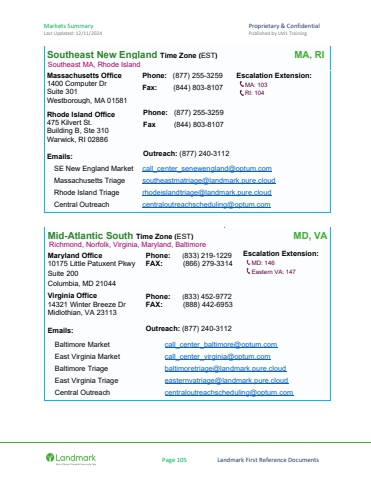 Markets Summary
Proprietary & Confidential
Last Updated: 12/11/2024
Published by LM1 Training
Southeast New England Time Zone (EST) MA, RI
Southeast MA, Rhode Island
Massachusetts Office
1400 Computer Dr
Suite 301
Westborough, MA 01581
Phone: (877) 255-3259
Fax: (844) 803-8107
Escalation Extension:
MA: 103
RI: 104
Rhode Island Office
475 Kilvert St.
Building B, Ste 310
Warwick, RI 02886
Phone: (877) 255-3259
Fax (844) 803-8107
Emails:
Outreach: (877) 240-3112
SE New England Market call_center_senewengland@optum.com
Massachusetts Triage southeastmatriage@landmark.pure.cloud
Rhode Island Triage rhodeislandtriage@landmark.pure.cloud
Central Outreach centraloutreachscheduling@optum.com
Mid-Atlantic South Time Zone (EST) MD, VA
Richmond, Norfolk, Virginia, Maryland, Baltimore
Maryland Office
10175 Little Patuxent Pkwy
Suite 200
Columbia, MD 21044
Phone: (833) 219-1229
FAX: (866) 279-3314
Escalation Extension:
MD: 146
Eastern VA: 147
Virginia Office
14321 Winter Breeze Dr
Midlothian, VA 23113
Phone: (833) 452-9772
FAX: (888) 442-6953
Emails:
Outreach: (877) 240-3112
Baltimore Market call_center_baltimore@optum.com
East Virginia Market call_center_virginia@optum.com
Baltimore Triage baltimoretriage@landmark.pure.cloud
East Virginia Triage easternvatriage@landmark.pure.cloud
Central Outreach centraloutreachscheduling@optum.com
Landmark
Page 105
Landmark First Reference Documents